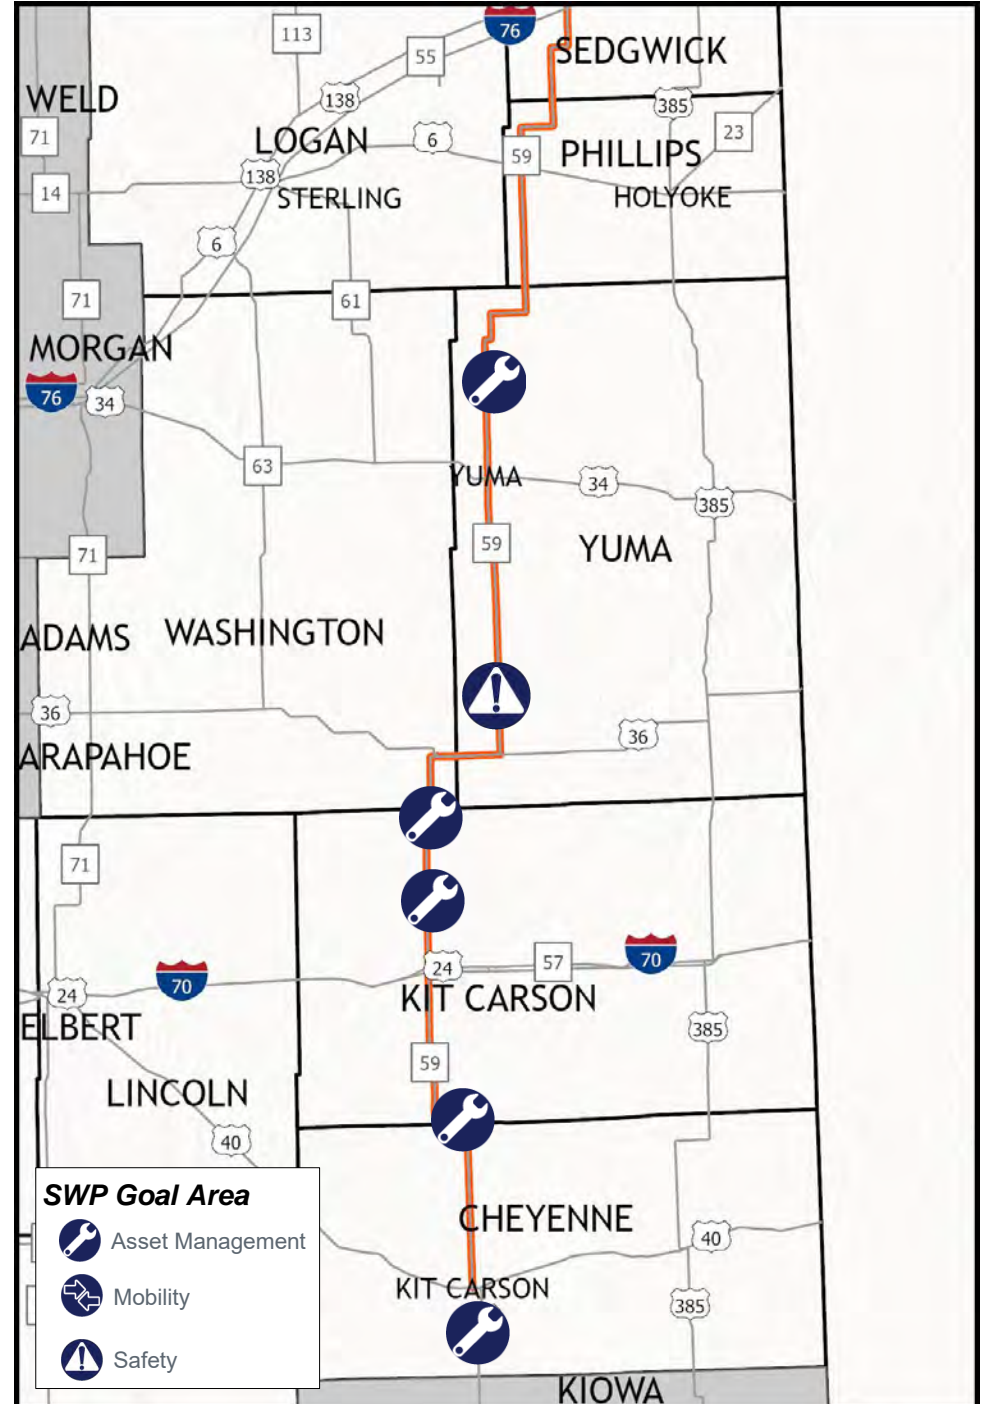 76
113
SEDGWICK
55
WELD
138
385
71
LOGAN
6
23
59
PHILLIPS
138
14
STERLING
HOLYOKE
6
71
61
MORGAN
76
34
63
YUMA
34
385
59
YUMA
71
ADAMS
WASHINGTON
36
36
ARAPAHOE
71
70
24
57
70
24
KIT CARSON
ELBERT
385
59
LINCOLN
40
SWP Goal Area
Asset Management
Mobility
Safety
CHEYENNE
40
KIT CARSON
385
KIOWA